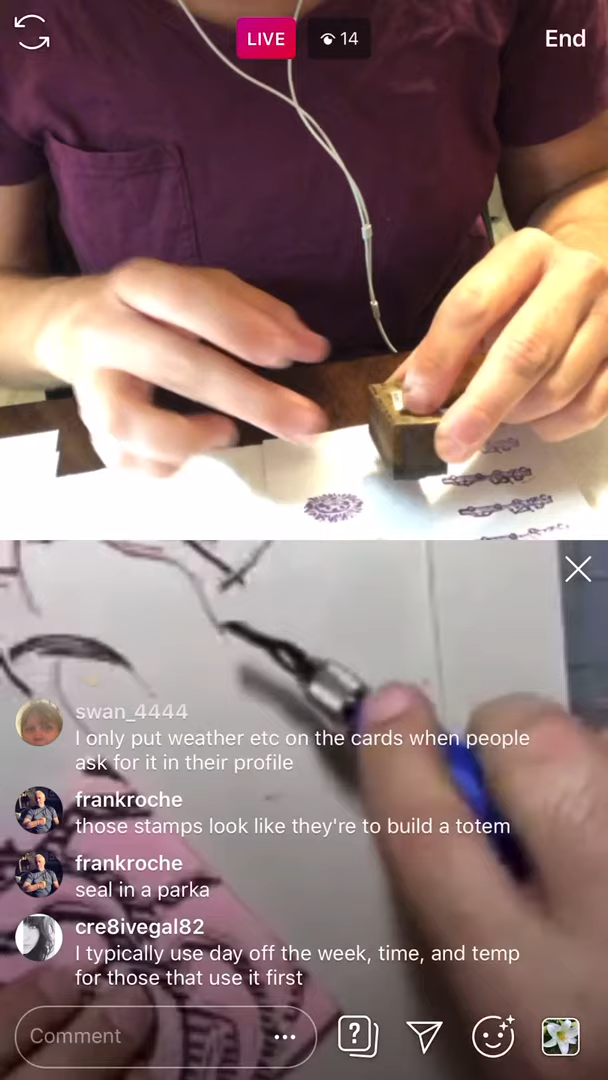 LIVE
14
End
swan_4444
I only put weather etc on the cards when people
ask for it in their profile
frankroche
those stamps look like they're to build a totem
frankroche
seal in a parka
cre8ivegal82
I typically use day off the week, time, and temp
for those that use it first
Comment